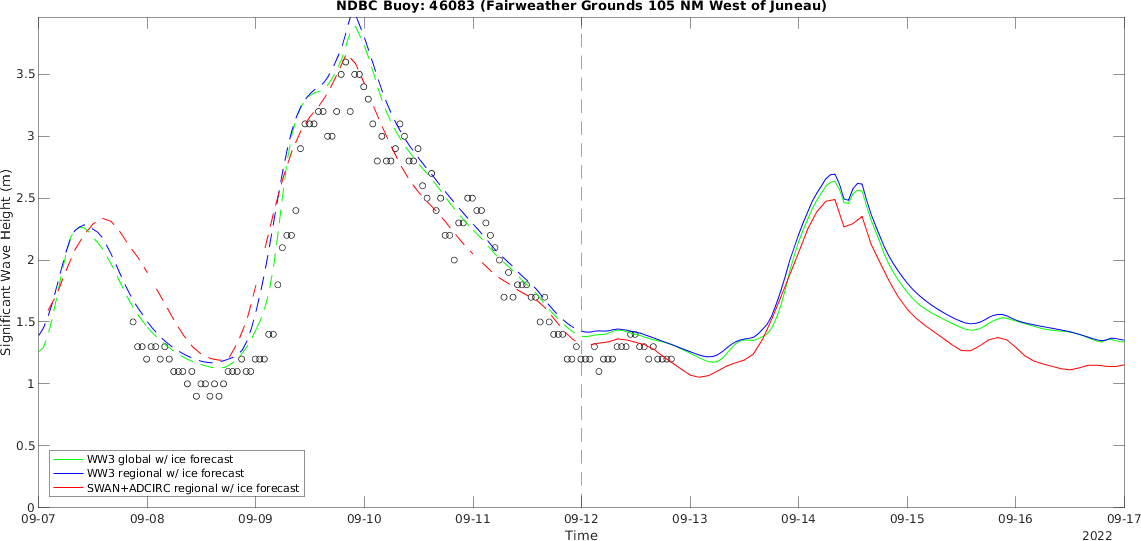 NDBC Buoy: 46083 (Fairweather Grounds 105 NM West of Juneau)
Significant Wave Height (m)
3.5
3
2.5
2
1.5
1
0.5
0
WW3 global w/ ice forecast
WW3 regional w/ ice forecast
SWAN+ADCIRC regional w/ ice forecast
09-07 09-08 09-09 09-10 09-11 09-12 09-13 09-14 09-15 09-16 09-17
Time
2022